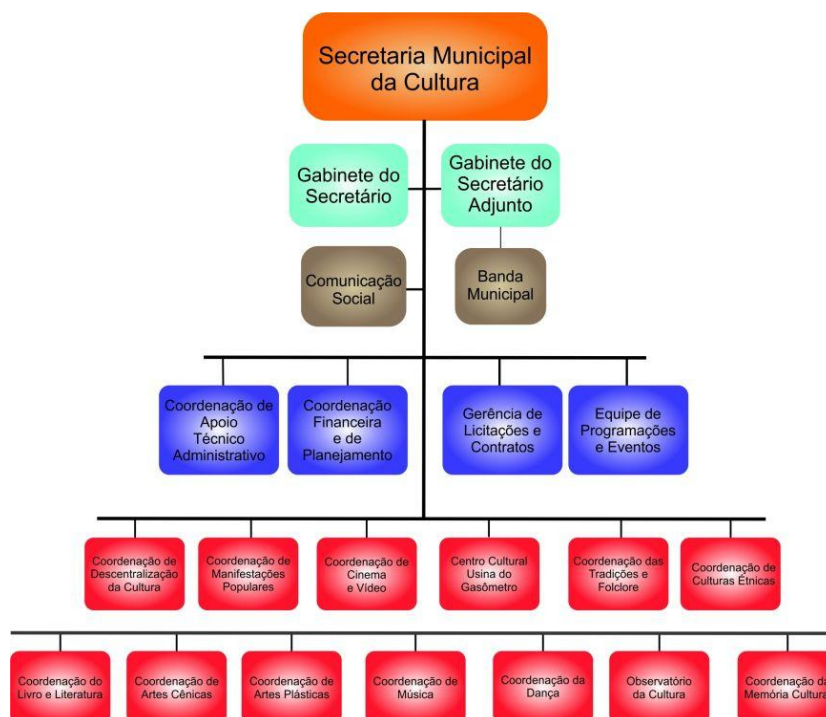 Secretaria Municipal
da Cultura
Gabinete do
Secretário
Gabinete do
Secretário
Adjunto
Comunicação
Social
Banda
Municipal
Coordenação de
Apoio
Técnico
Administrativo
Coordenação
Financeira
e de
Planejamento
Gerência de
Licitações e
Contratos
Equipe de
Programações
e Eventos
Coordenação de
Descentralização
da Cultura
Coordenação de
Manifestações
Populares
Coordenação de
Cinema
e Vídeo
Centro Cultural
Usina do
Gasômetro
Coordenação das
Tradições e
Folclore
Coordenação de
Culturas Étnicas
Coordenação do
Livro e Literatura
Coordenação de
Artes Cênicas
Coordenação de
Artes Plásticas
Coordenação de
Música
Coordenação da
Dança
Observatório
da Cultura
Coordenação da
Memória Cultural